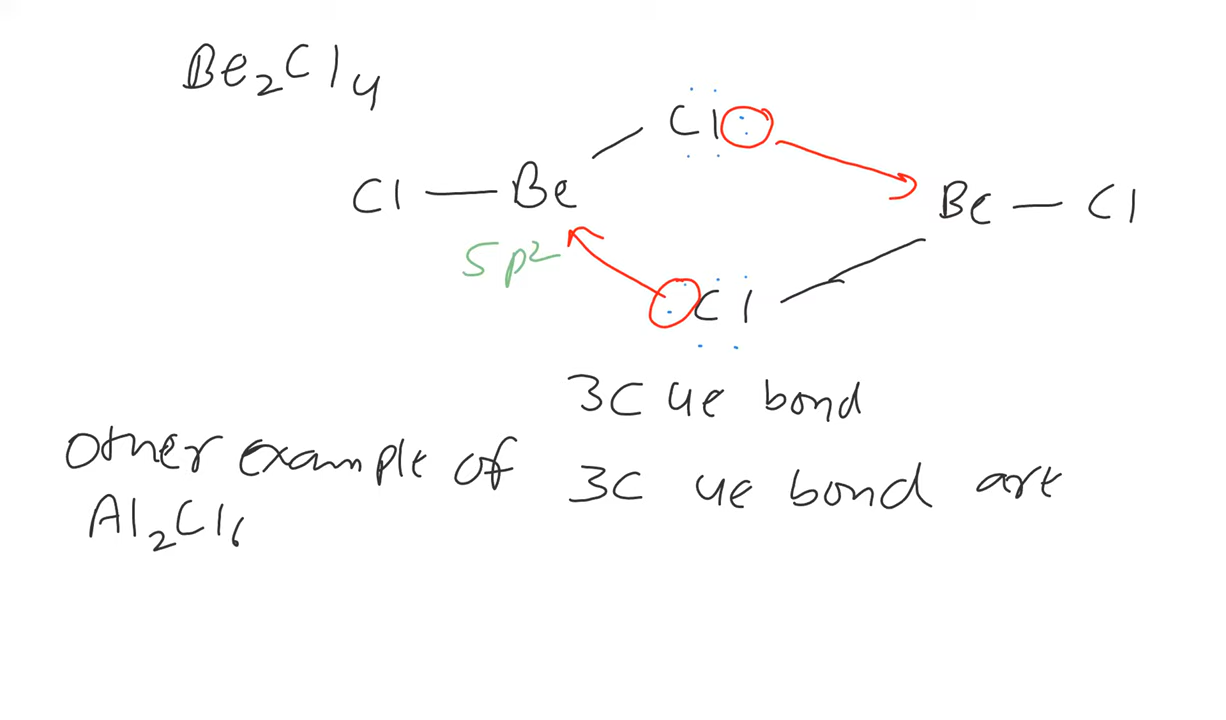 Be₂Cl₄
Cl
Cl — Be
Be — Cl
sp²
Cl
3C 4e bond
Other example of 3C 4e bond are
Al₂Cl₆